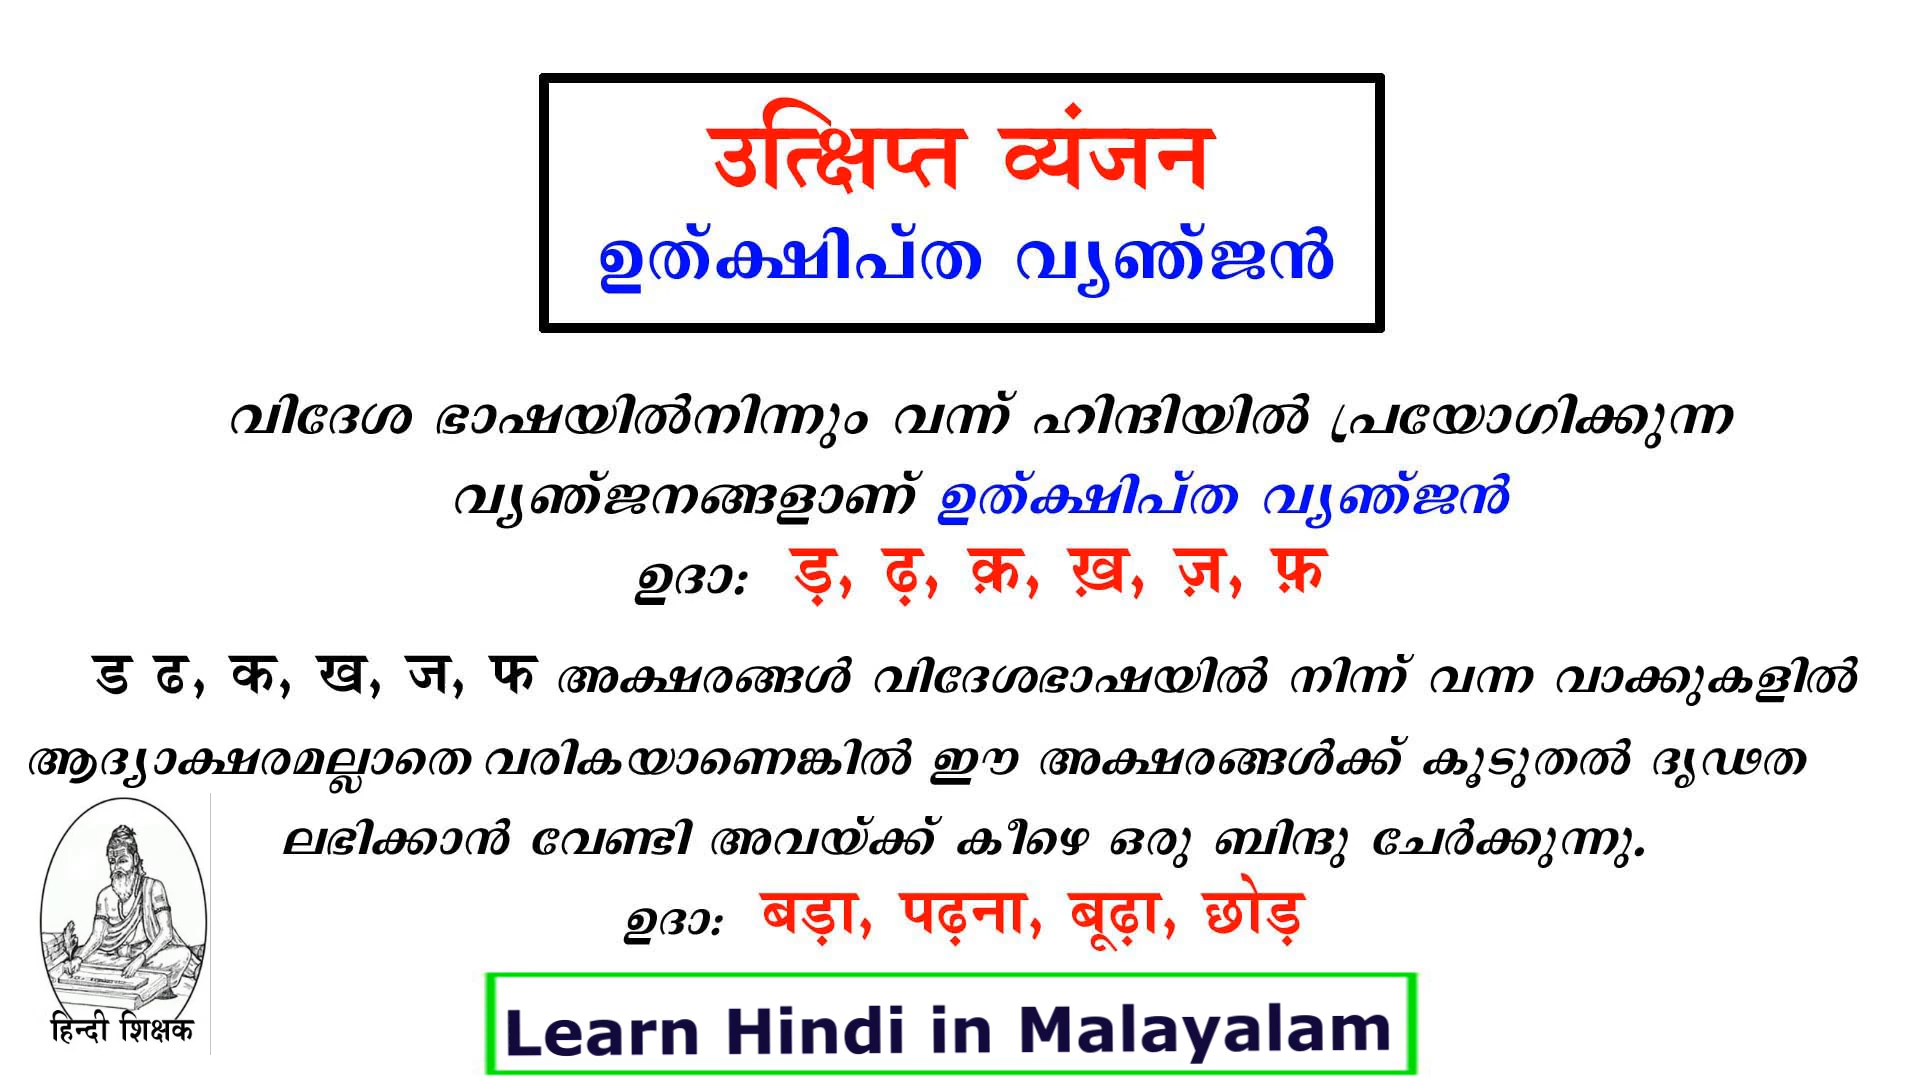 उत्क्षिप्त व्यंजन
ഉത്ക്ഷിപ്ത വ്യഞ്ജൻ
വിദേശ ഭാഷയിൽനിന്നും വന്ന് ഹിന്ദിയിൽ പ്രയോഗിക്കുന്ന
വ്യഞ്ജനങ്ങളാണ് ഉത്ക്ഷിപ്ത വ്യഞ്ജൻ
ഉദാ: ड़, ढ़, क़, ख़, ज़, फ़
ड ढ, क, ख, ज, फ അക്ഷരങ്ങൾ വിദേശഭാഷയിൽ നിന്ന് വന്ന വാക്കുകളിൽ
ആദ്യാക്ഷരമല്ലാതെ വരികയാണെങ്കിൽ ഈ അക്ഷരങ്ങൾക്ക് കൂടുതൽ ദൃഢത
ലഭിക്കാൻ വേണ്ടി അവയ്ക്ക് കീഴെ ഒരു ബിന്ദു ചേർക്കുന്നു.
ഉദാ: बड़ा, पढ़ना, बूढ़ा, छोड़
हिन्दी शिक्षक
Learn Hindi in Malayalam